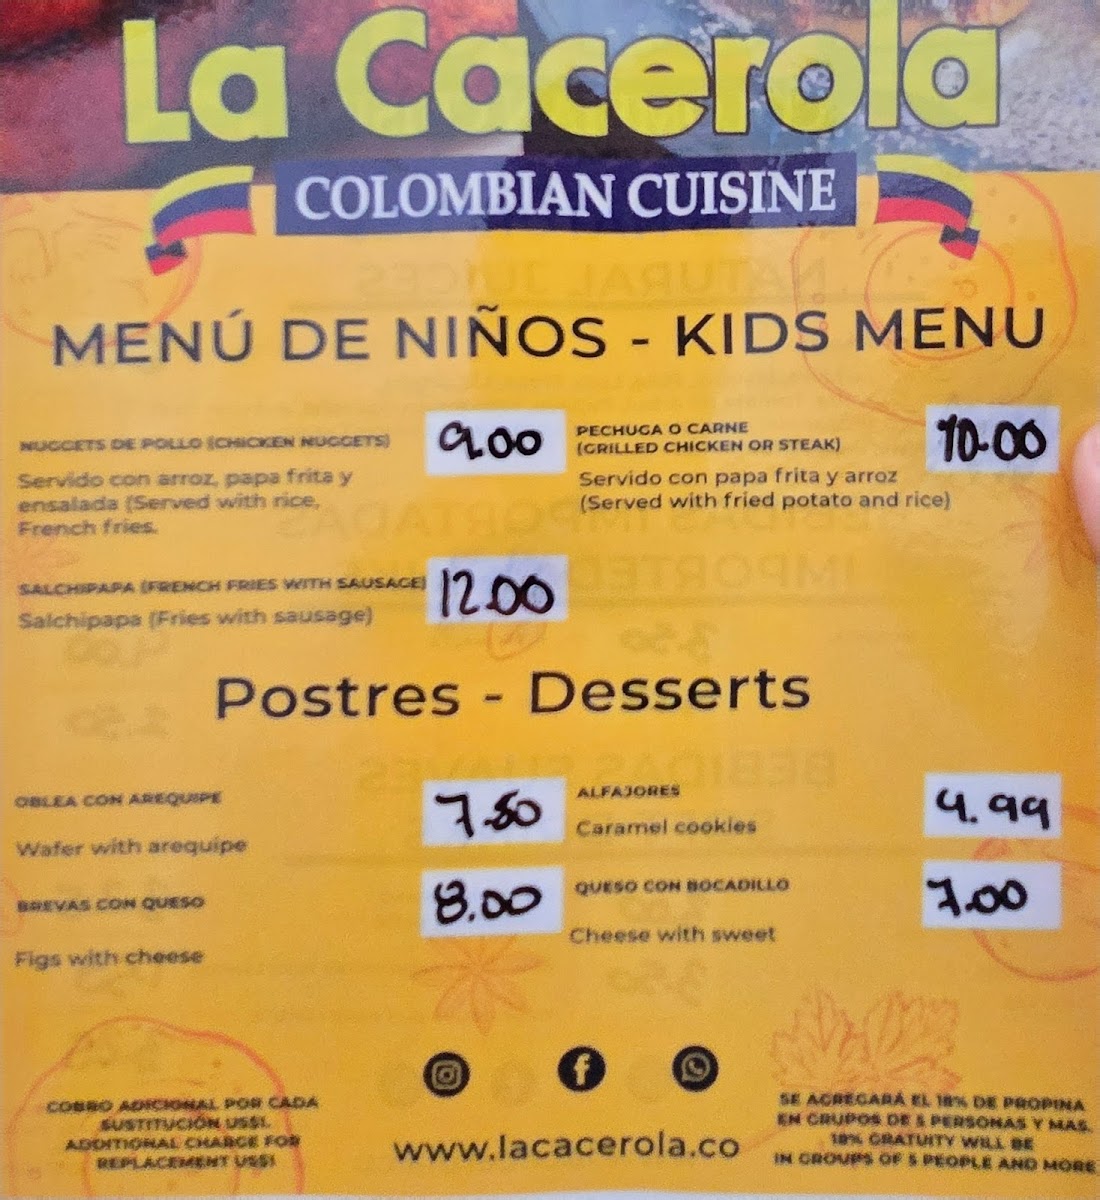 La Cacerola
COLOMBIAN CUISINE
MENÚ DE NIÑOS - KIDS MENU
NUGGETS DE POLLO (CHICKEN NUGGETS)
9.00
Servido con arroz, papa frita y
ensalada (Served with rice,
French fries.
PECHUGA O CARNE
(GRILLED CHICKEN OR STEAK)
10.00
Servido con papa frita y arroz
(Served with fried potato and rice)
SALCHIPAPA (FRENCH FRIES WITH SAUSAGE)
12.00
Salchipapa (Fries with sausage)
Postres - Desserts
OBLEA CON AREQUIPE
7.50
Wafer with arequipe
ALFAJORES
4.99
Caramel cookies
BREVAS CON QUESO
8.00
Figs with cheese
QUESO CON BOCADILLO
7.00
Cheese with sweet
COBRO ADICIONAL POR CADA
SUSTITUCIÓN US$1.
ADDITIONAL CHARGE FOR
REPLACEMENT US$1
www.lacacerola.co
SE AGREGARÁ EL 18% DE PROPINA
EN GRUPOS DE 5 PERSONAS Y MAS.
18% GRATUITY WILL BE
IN GROUPS OF 5 PEOPLE AND MORE